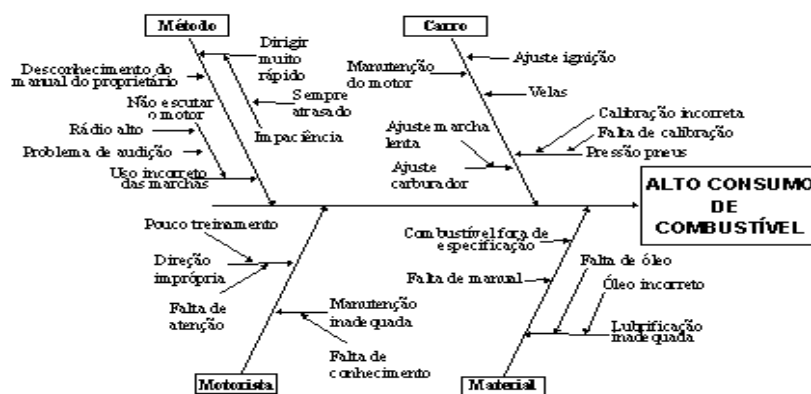 Método
Dirigir
muito
rápido
Desconhecimento do
manual do proprietário
Não escutar
o motor
Sempre
atrasado
Rádio alto
Impaciência
Problema de audição
Uso incorreto
das marchas
Carro
Ajuste ignição
Manutenção
do motor
Velas
Calibração incorreta
Falta de calibração
Ajuste marcha
lenta
Pressão pneus
Ajuste
carburador
ALTO CONSUMO
DE
COMBUSTÍVEL
Pouco treinamento
Direção
imprópria
Falta de
atenção
Manutenção
inadequada
Falta de
conhecimento
Motorista
Combustível fora de
especificação
Falta de manual
Falta de óleo
Óleo incorreto
Lubrificação
inadequada
Material